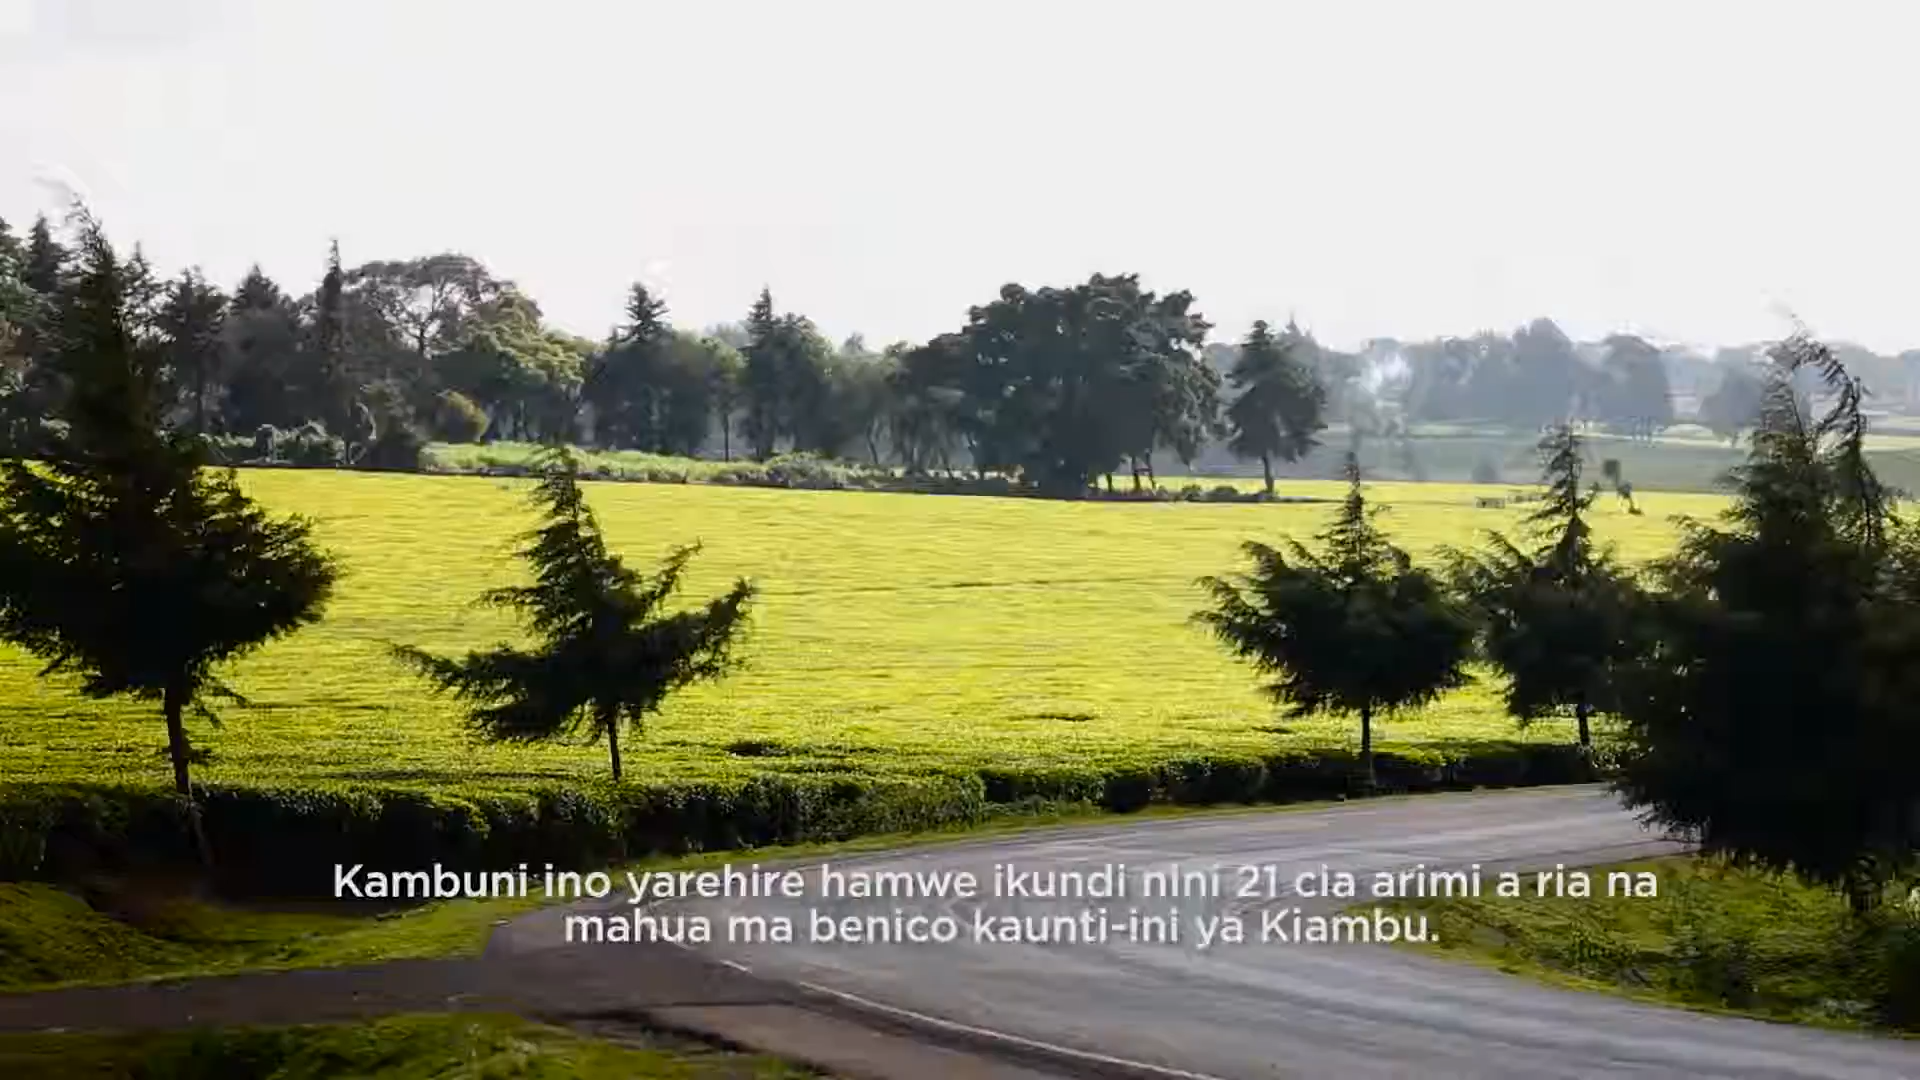 Kambuni ino yarehire hamwe ikundi nini 21 cia arimi a ria na
mahua ma benico kaunti-ini ya Kiambu.